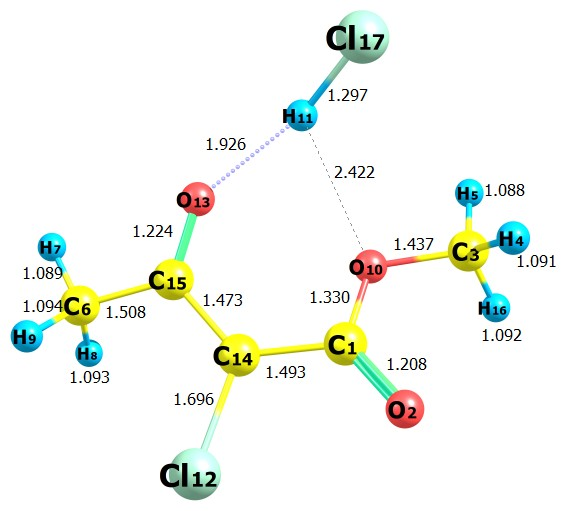 Cl17
1.297
H11
1.926
2.422
O13
H5 1.088
1.224
H7
1.437
H4
C3
1.091
O10
1.089
C15
1.330
H16
1.094
C6
1.508
1.473
1.092
H9
H8
C14
C1
1.208
1.093
1.493
1.696
O2
Cl12